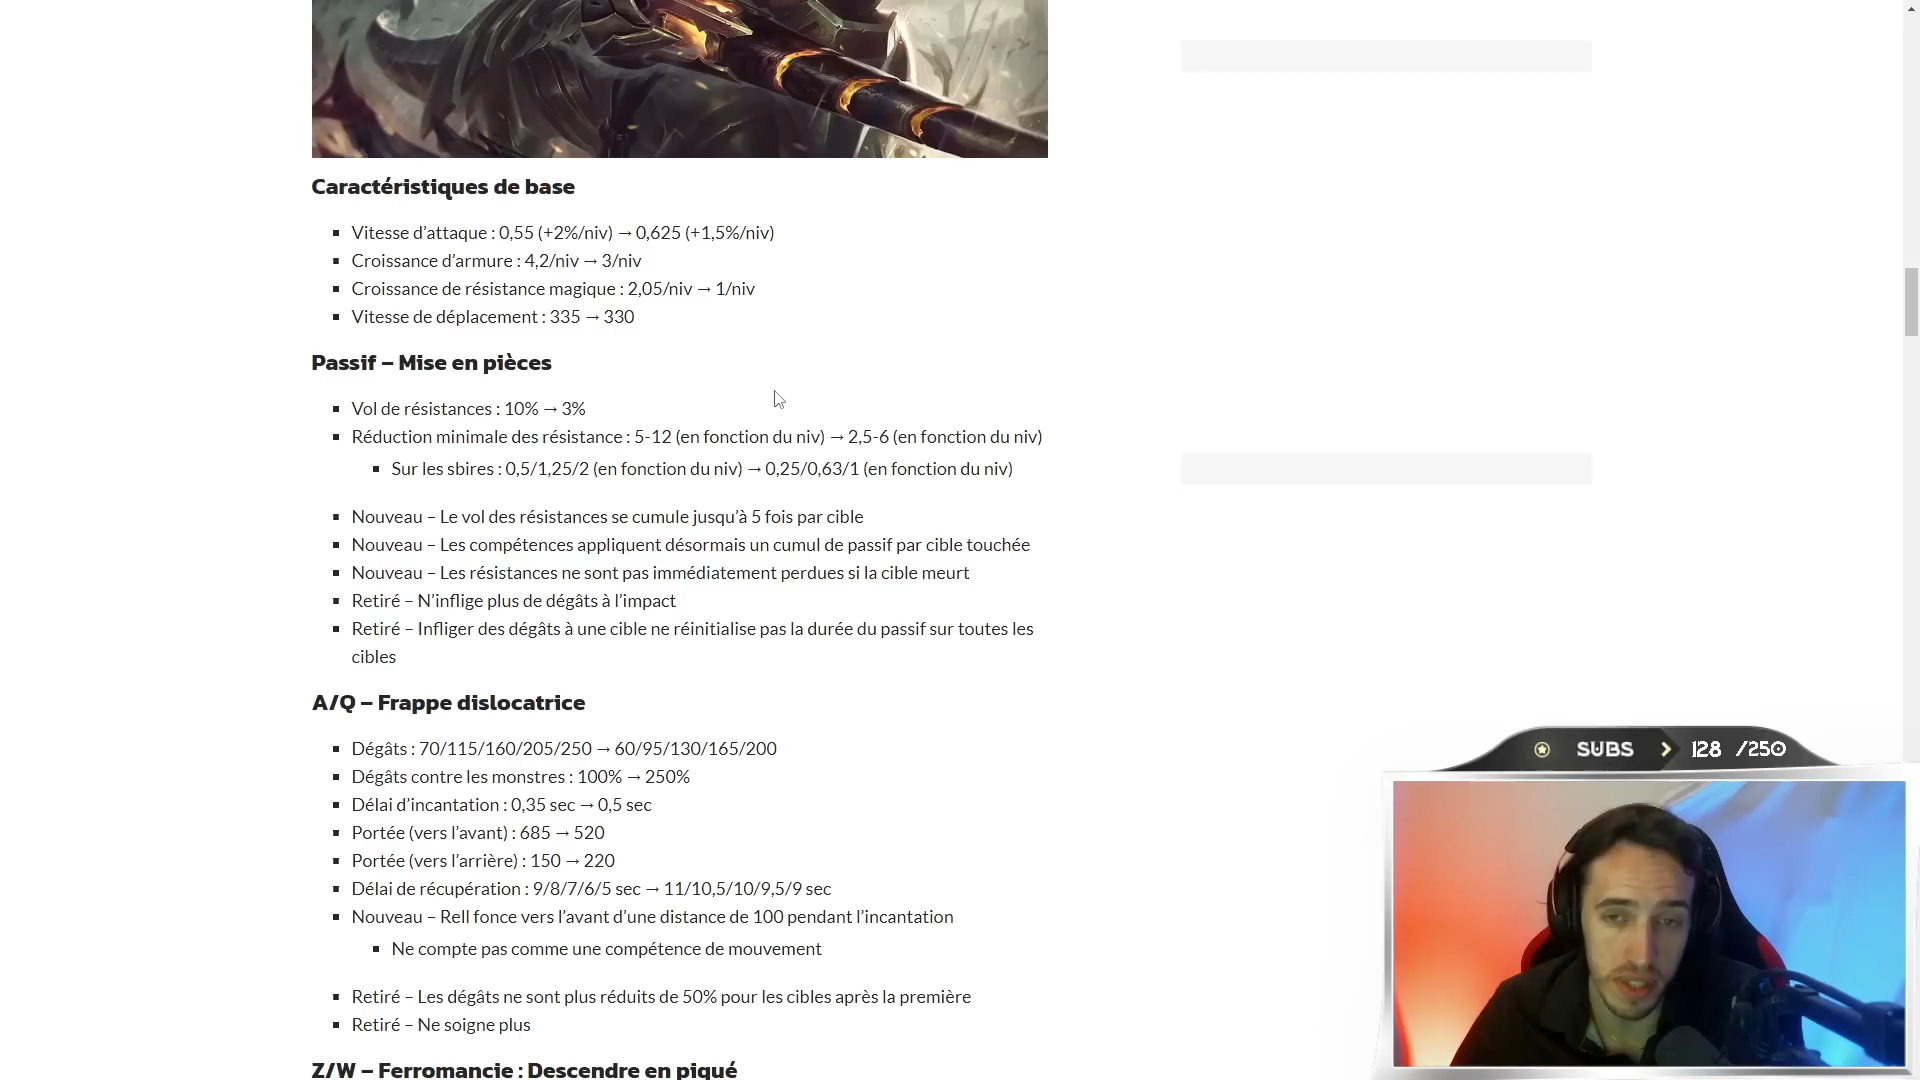 Caractéristiques de base
▪ Vitesse d’attaque : 0,55 (+2%/niv) → 0,625 (+1,5%/niv)
▪ Croissance d’armure : 4,2/niv → 3/niv
▪ Croissance de résistance magique : 2,05/niv → 1/niv
▪ Vitesse de déplacement : 335 → 330
Passif – Mise en pièces
▪ Vol de résistances : 10% → 3%
▪ Réduction minimale des résistance : 5-12 (en fonction du niv) → 2,5-6 (en fonction du niv)
▪ Sur les sbires : 0,5/1,25/2 (en fonction du niv) → 0,25/0,63/1 (en fonction du niv)
▪ Nouveau – Le vol des résistances se cumule jusqu’à 5 fois par cible
▪ Nouveau – Les compétences appliquent désormais un cumul de passif par cible touchée
▪ Nouveau – Les résistances ne sont pas immédiatement perdues si la cible meurt
▪ Retiré – N’inflige plus de dégâts à l’impact
▪ Retiré – Infliger des dégâts à une cible ne réinitialise pas la durée du passif sur toutes les
cibles
A/Q – Frappe dislocatrice
▪ Dégâts : 70/115/160/205/250 → 60/95/130/165/200
▪ Dégâts contre les monstres : 100% → 250%
▪ Délai d’incantation : 0,35 sec → 0,5 sec
▪ Portée (vers l’avant) : 685 → 520
▪ Portée (vers l’arrière) : 150 → 220
▪ Délai de récupération : 9/8/7/6/5 sec → 11/10,5/10/9,5/9 sec
▪ Nouveau – Rell fonce vers l’avant d’une distance de 100 pendant l’incantation
▪ Ne compte pas comme une compétence de mouvement
▪ Retiré – Les dégâts ne sont plus réduits de 50% pour les cibles après la première
▪ Retiré – Ne soigne plus
Z/W – Ferromancie : Descendre en piqué
SUBS > 128 /250